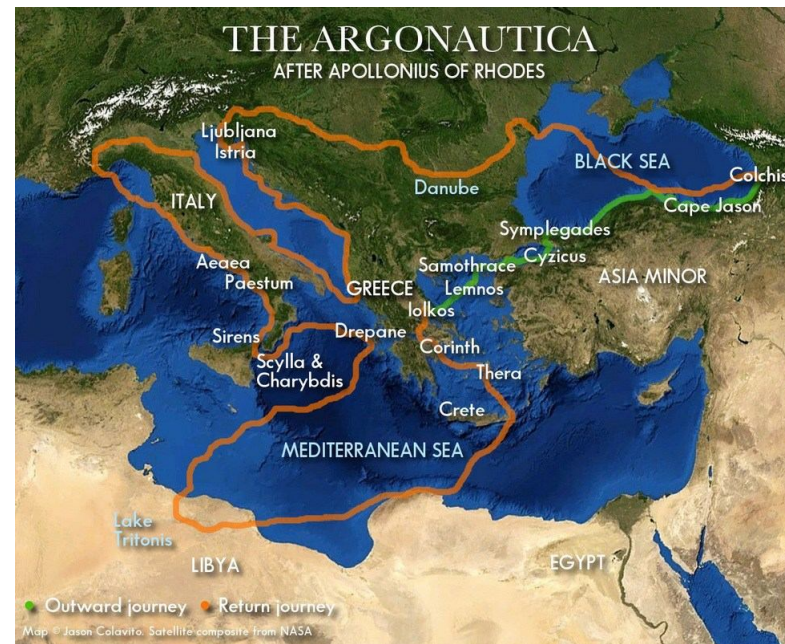 THE ARGONAUTICA
AFTER APOLLONIUS OF RHODES
Ljubljana
Istria
BLACK SEA
Colchis
Danube
ITALY
Cape Jason
Symplegades
Cyzicus
Samothrace
Lemnos
ASIA MINOR
Aeaea
Paestum
GREECE
Iolkos
Sirens
Drepane
Corinth
Scylla &
Charybdis
Thera
Crete
MEDITERRANEAN SEA
Lake
Tritonis
LIBYA
EGYPT
Outward journey
Return journey
Map © Jason Colavito. Satellite composite from NASA